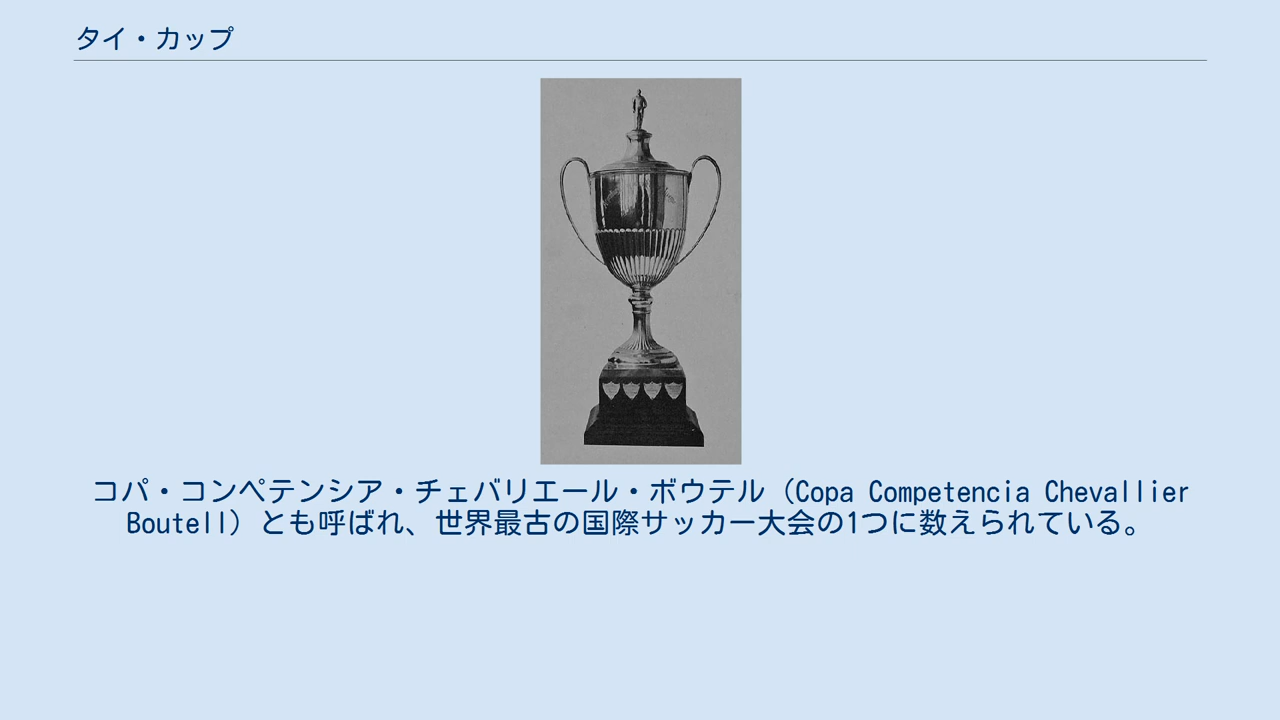 タイ・カップ
コパ・コンペテンシア・チェバリエール・ボウテル（Copa Competencia Chevallier
Boutell）とも呼ばれ、世界最古の国際サッカー大会の1つに数えられている。